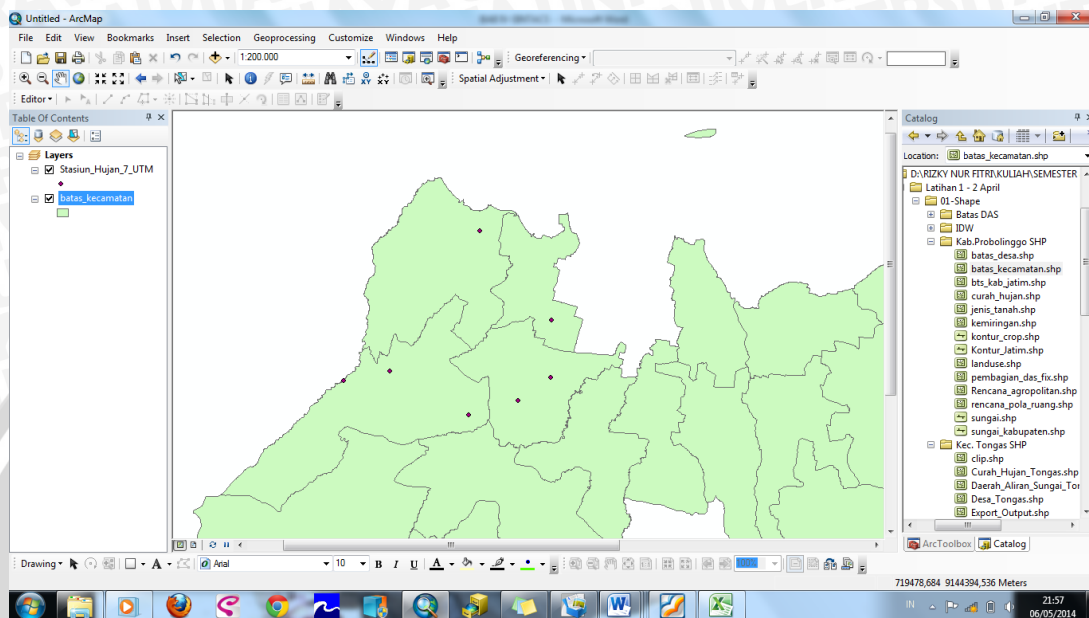 Untitled - ArcMap
File Edit View Bookmarks Insert Selection Geoprocessing Customize Windows Help
1:200.000 Georeferencing
Spatial Adjustment
Editor
Table Of Contents
Layers
Stasiun_Hujan_7_UTM
batas_kecamatan
Catalog
Location: batas_kecamatan.shp
D:\RIZKY NUR FITRI\KULIAH\SEMESTER
Latihan 1 - 2 April
01-Shape
Batas DAS
IDW
Kab.Probolinggo SHP
batas_desa.shp
batas_kecamatan.shp
bts_kab_jatim.shp
curah_hujan.shp
jenis_tanah.shp
kemiringan.shp
kontur_crop.shp
Kontur_Jatim.shp
landuse.shp
pembagian_das_fix.shp
Rencana_agropolitan.shp
rencana_pola_ruang.shp
sungai.shp
sungai_kabupaten.shp
Kec. Tongas SHP
clip.shp
Curah_Hujan_Tongas.shp
Daerah_Aliran_Sungai_Tor
Desa_Tongas.shp
Export_Output.shp
ArcToolbox Catalog
Drawing A Arial 10 B I U A 100%
719478,684 9144394,536 Meters
IN 21:57
06/05/2014